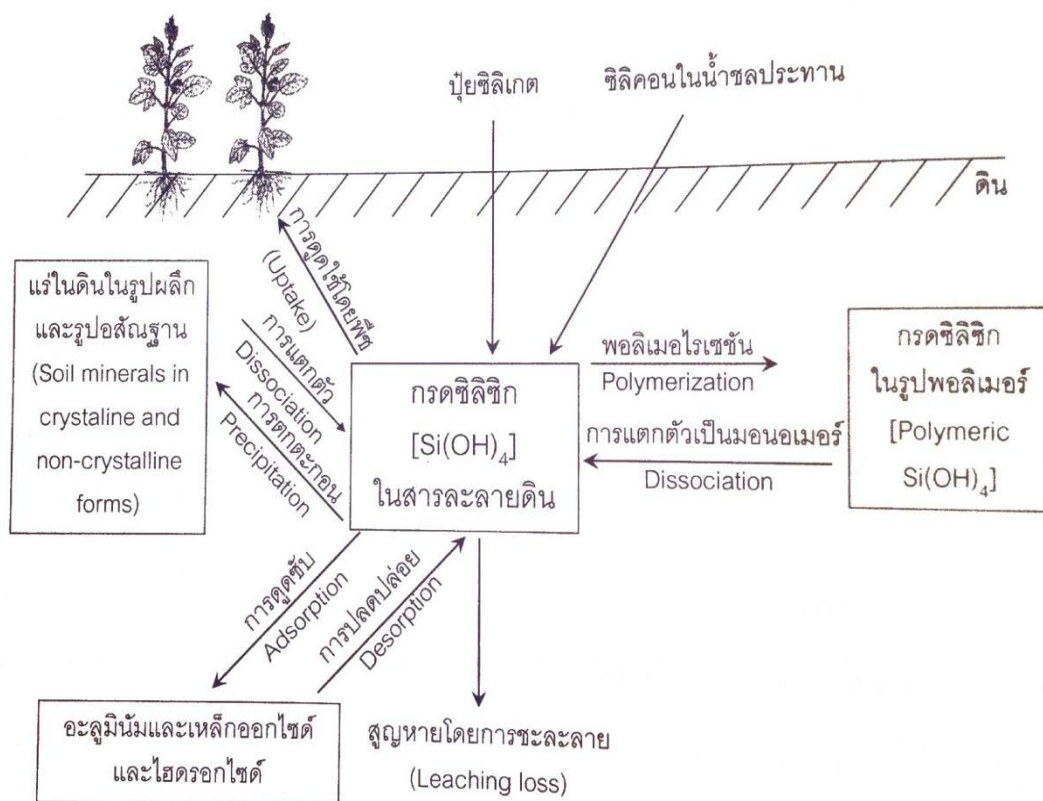 ปุ๋ยซิลิเกต
ซิลิคอนในน้ำชลประทาน
ดิน
การดูดใช้โดยพืช
(Uptake)
แร่ในดินในรูปผลึก
และรูปอสัณฐาน
(Soil minerals in
crystaline and
non-crystalline
forms)
การแตกตัว
Dissociation
การตกตะกอน
Precipitation
กรดซิลิซิก
[Si(OH)₄]
ในสารละลายดิน
พอลิเมอไรเซชัน
Polymerization
การแตกตัวเป็นมอนอเมอร์
Dissociation
กรดซิลิซิก
ในรูปพอลิเมอร์
[Polymeric
Si(OH)₄]
การดูดซับ
Adsorption
การปลดปล่อย
Desorption
อะลูมินัมและเหล็กออกไซด์
และไฮดรอกไซด์
สูญหายโดยการชะละลาย
(Leaching loss)